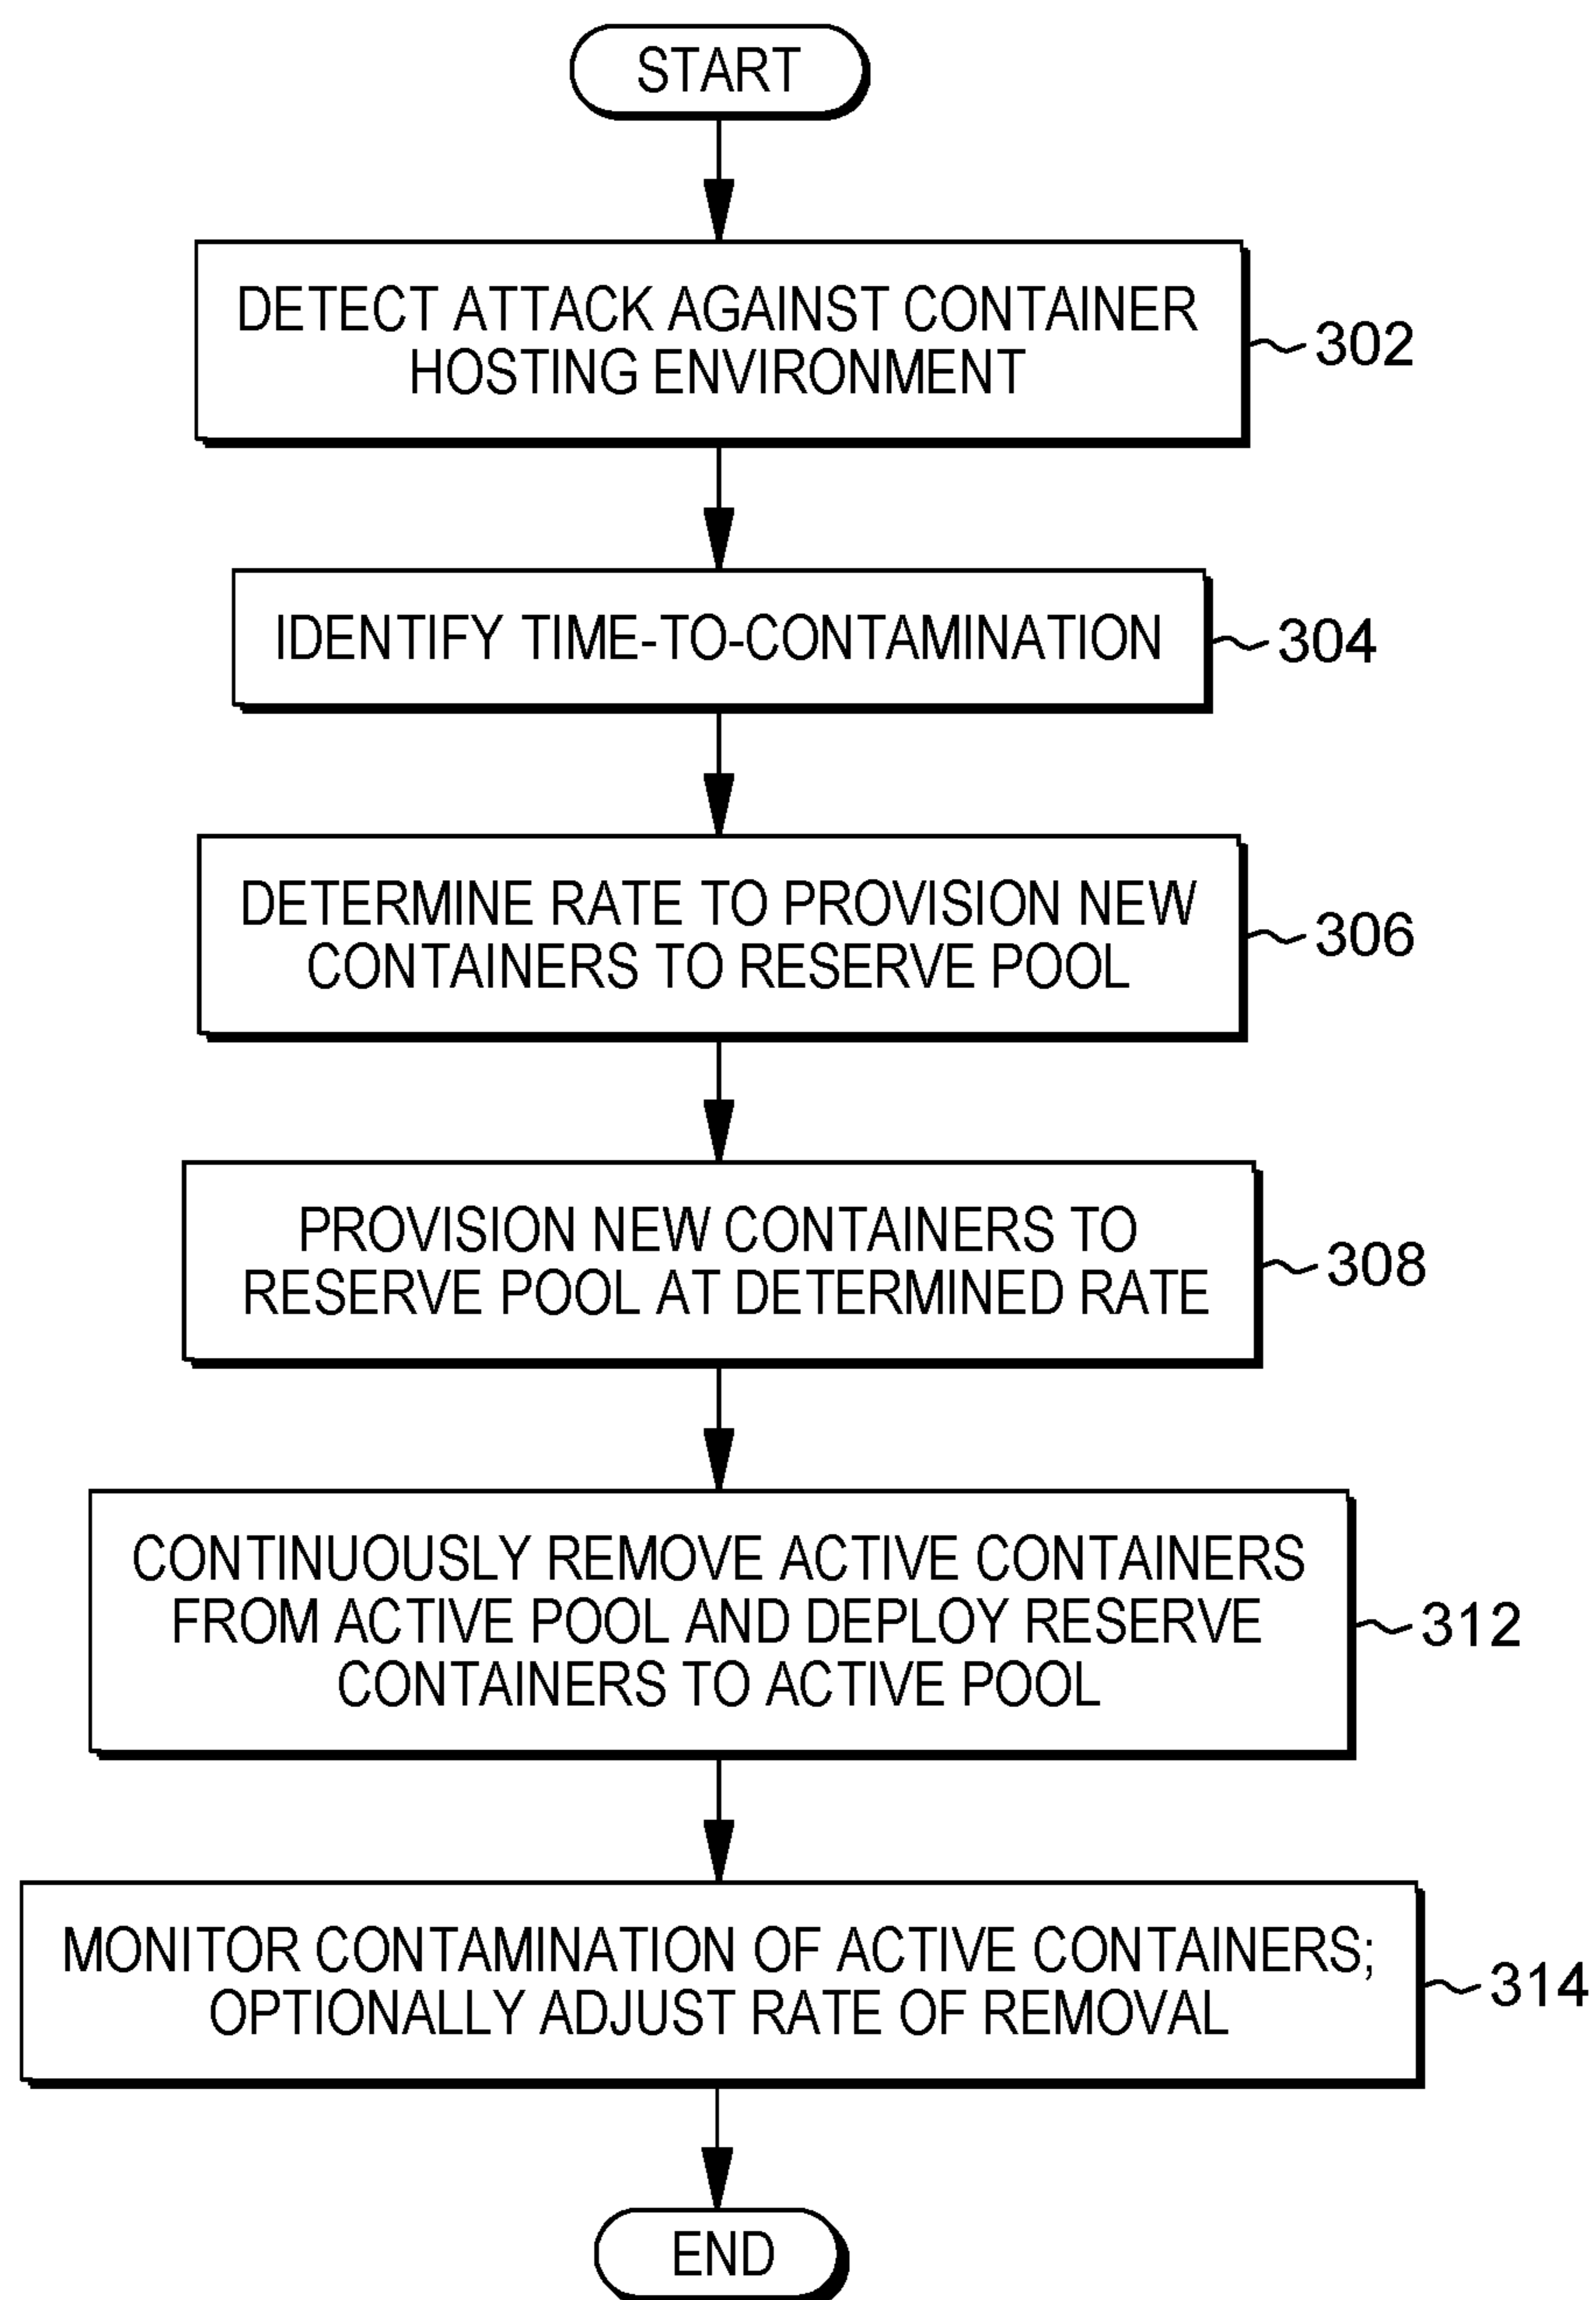 START
DETECT ATTACK AGAINST CONTAINER
HOSTING ENVIRONMENT
302
IDENTIFY TIME-TO-CONTAMINATION
304
DETERMINE RATE TO PROVISION NEW
CONTAINERS TO RESERVE POOL
306
PROVISION NEW CONTAINERS TO
RESERVE POOL AT DETERMINED RATE
308
CONTINUOUSLY REMOVE ACTIVE CONTAINERS
FROM ACTIVE POOL AND DEPLOY RESERVE
CONTAINERS TO ACTIVE POOL
312
MONITOR CONTAMINATION OF ACTIVE CONTAINERS;
OPTIONALLY ADJUST RATE OF REMOVAL
314
END